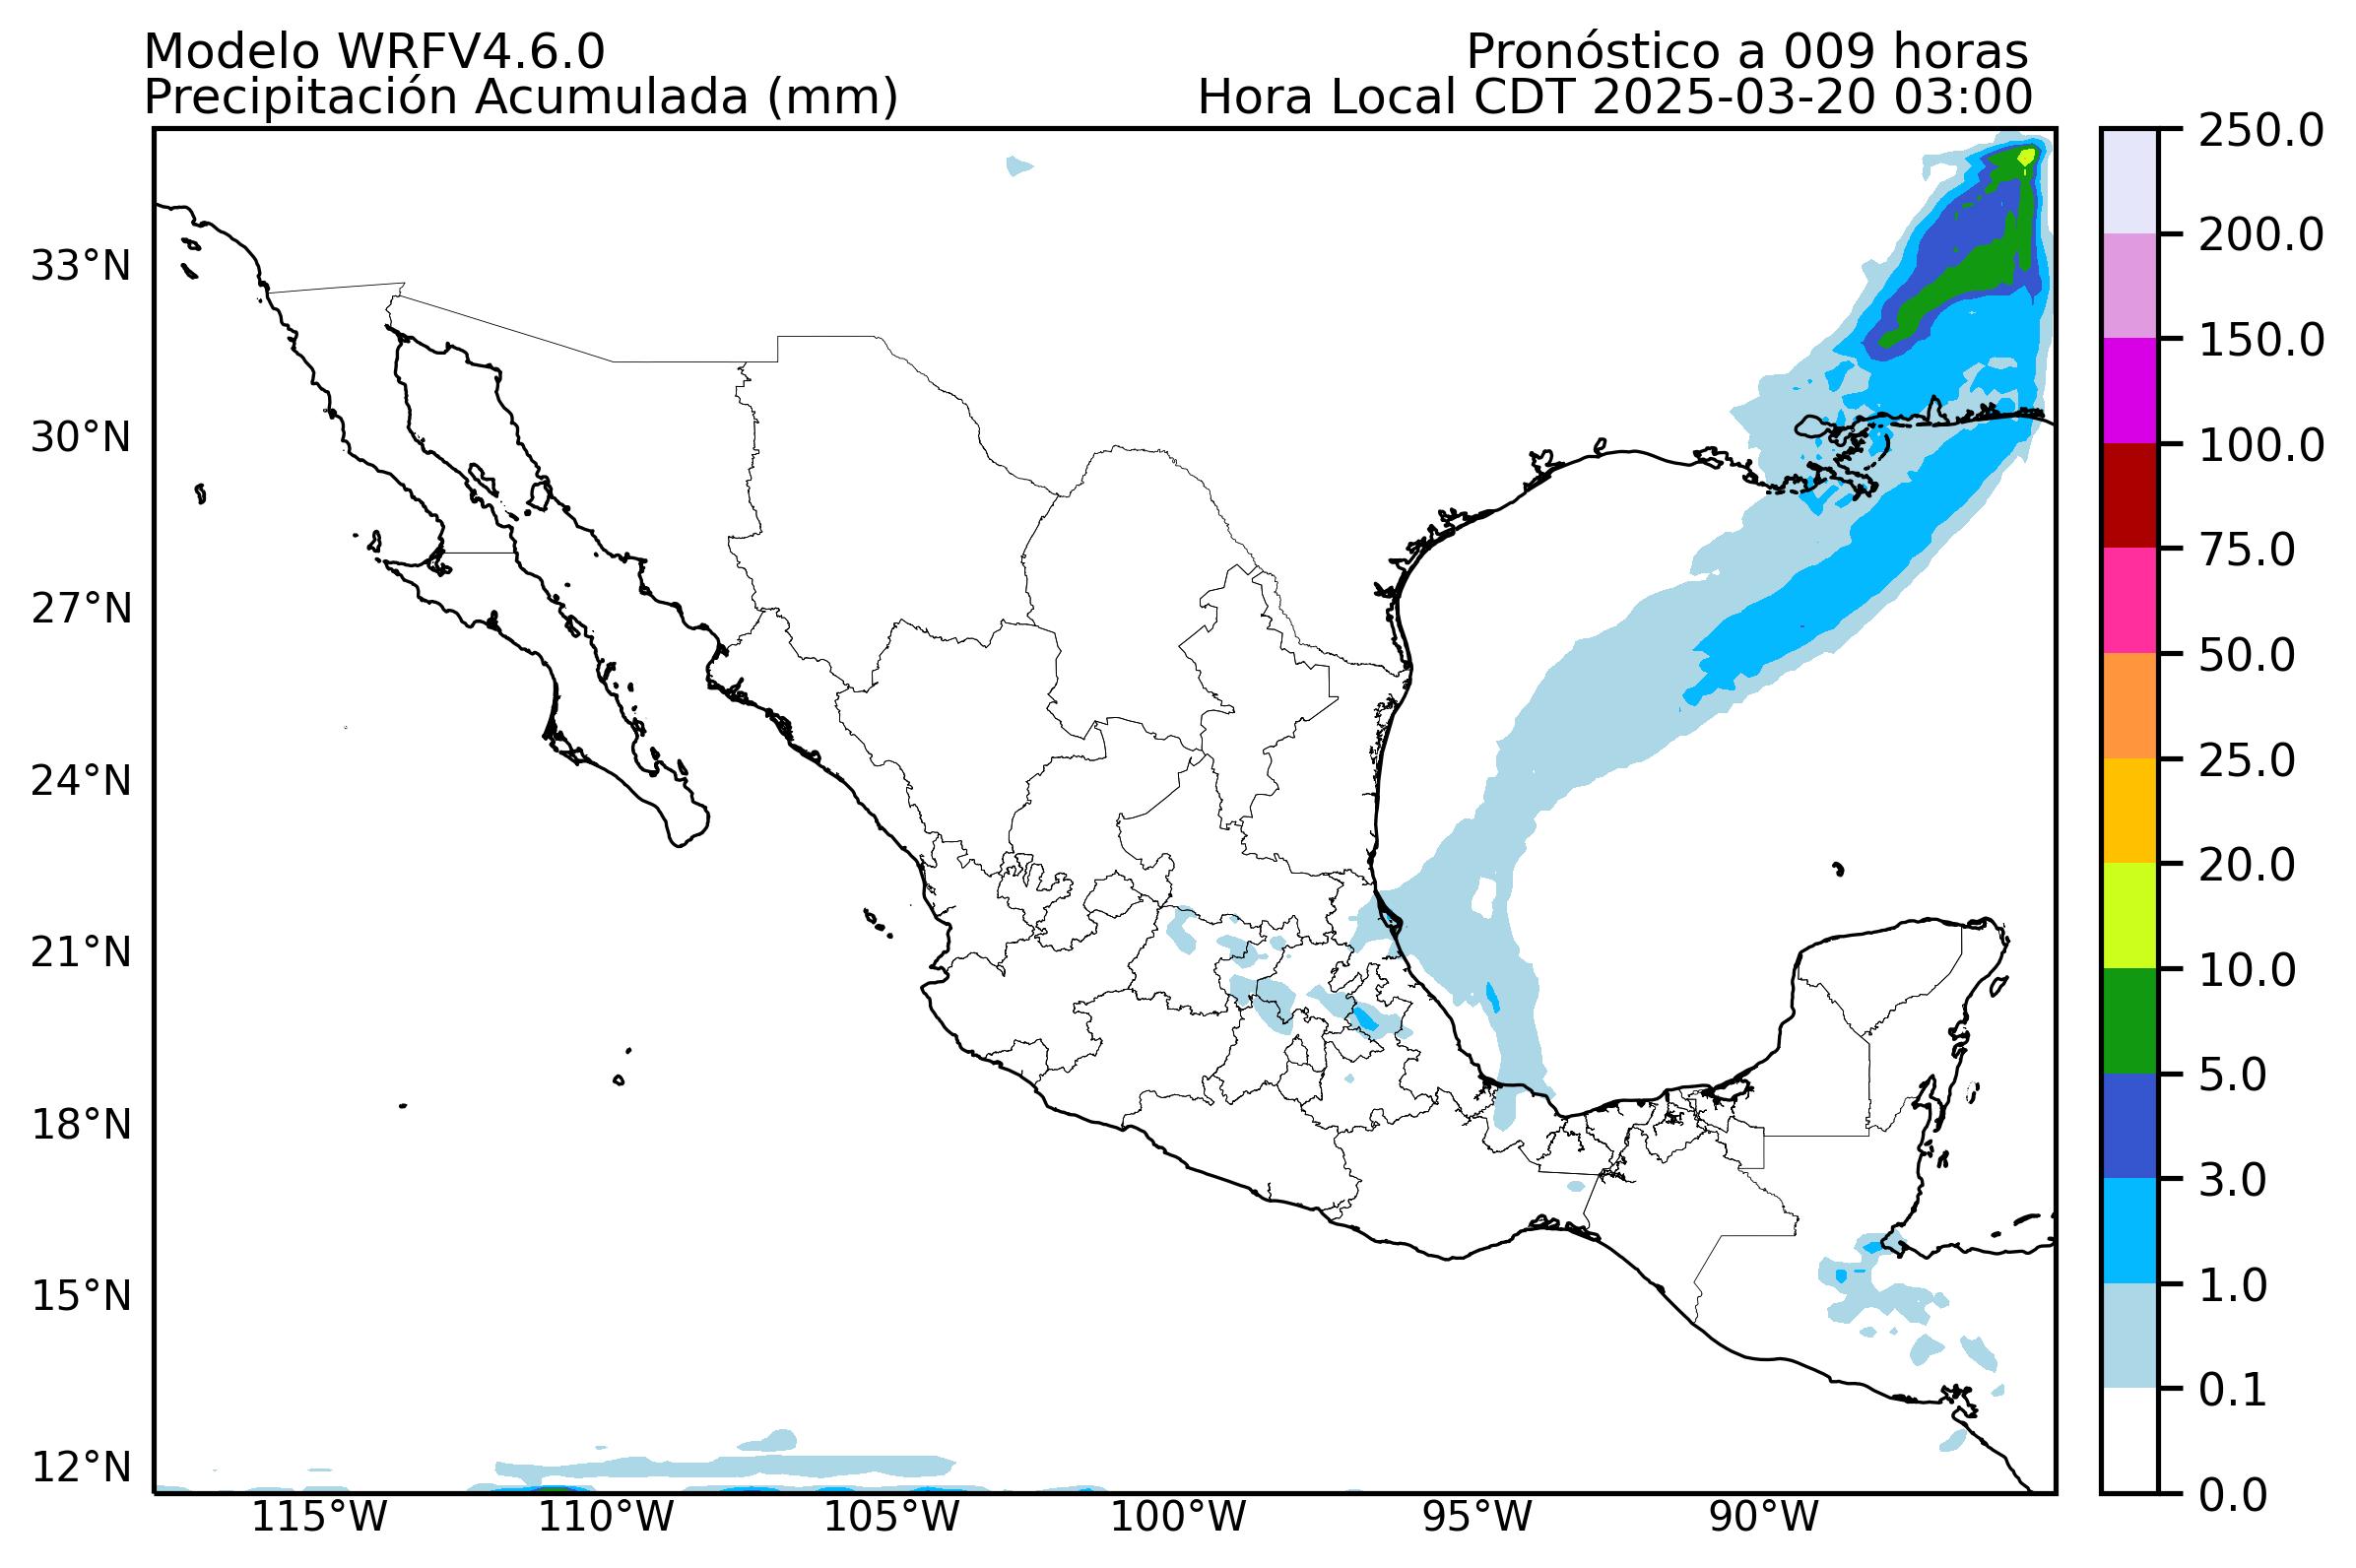 Modelo WRFV4.6.0
Pronóstico a 009 horas
Precipitación Acumulada (mm)
Hora Local CDT 2025-03-20 03:00
33°N
30°N
27°N
24°N
21°N
18°N
15°N
12°N
115°W
110°W
105°W
100°W
95°W
90°W
250.0
200.0
150.0
100.0
75.0
50.0
25.0
20.0
10.0
5.0
3.0
1.0
0.1
0.0